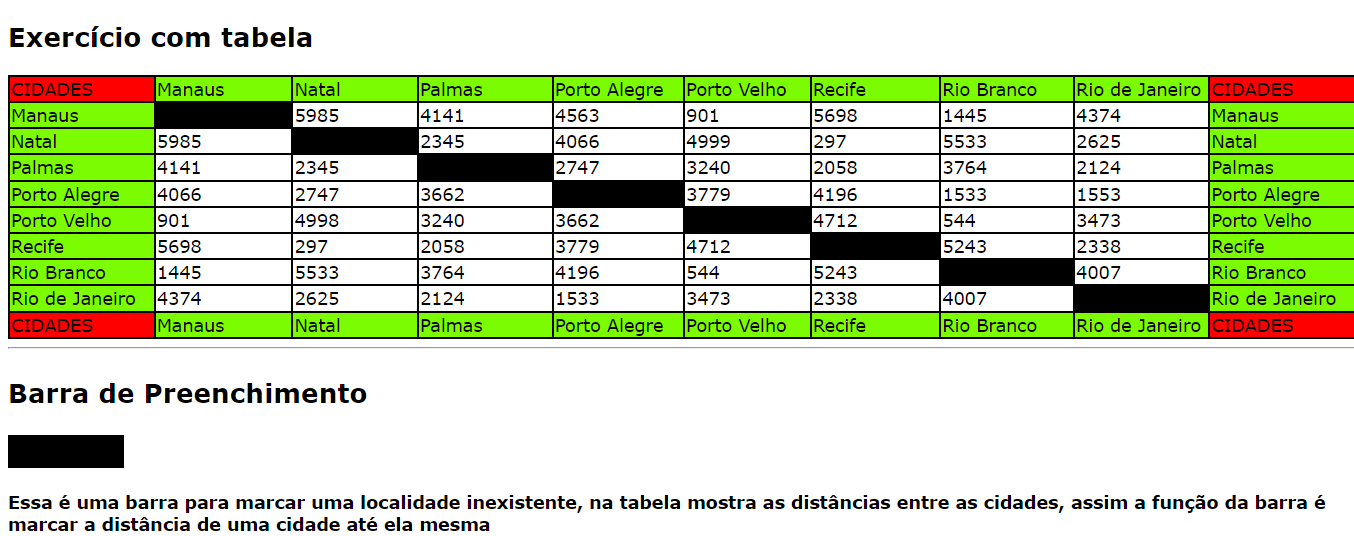 Exercício com tabela
CIDADES Manaus Natal Palmas Porto Alegre Porto Velho Recife Rio Branco Rio de Janeiro CIDADES
Manaus 5985 4141 4563 901 5698 1445 4374 Manaus
Natal 5985 2345 4066 4999 297 5533 2625 Natal
Palmas 4141 2345 2747 3240 2058 3764 2124 Palmas
Porto Alegre 4066 2747 3662 3779 4196 1533 1553 Porto Alegre
Porto Velho 901 4998 3240 3662 4712 544 3473 Porto Velho
Recife 5698 297 2058 3779 4712 5243 2338 Recife
Rio Branco 1445 5533 3764 4196 544 5243 4007 Rio Branco
Rio de Janeiro 4374 2625 2124 1533 3473 2338 4007 Rio de Janeiro
CIDADES Manaus Natal Palmas Porto Alegre Porto Velho Recife Rio Branco Rio de Janeiro CIDADES
Barra de Preenchimento
Essa é uma barra para marcar uma localidade inexistente, na tabela mostra as distâncias entre as cidades, assim a função da barra é
marcar a distância de uma cidade até ela mesma